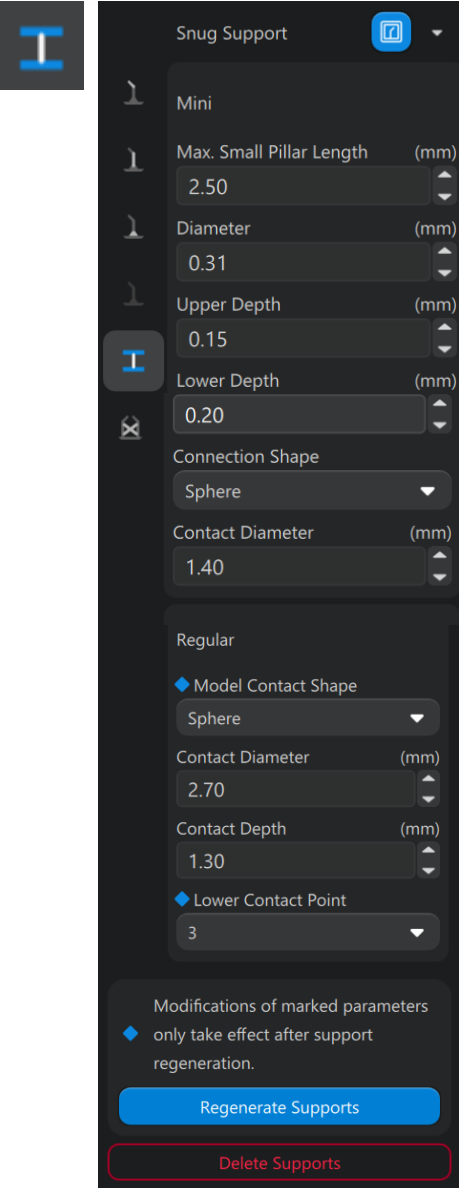 Snug Support
Mini
Max. Small Pillar Length (mm)
2.50
Diameter (mm)
0.31
Upper Depth (mm)
0.15
Lower Depth (mm)
0.20
Connection Shape
Sphere
Contact Diameter (mm)
1.40
Regular
Model Contact Shape
Sphere
Contact Diameter (mm)
2.70
Contact Depth (mm)
1.30
Lower Contact Point
3
Modifications of marked parameters
only take effect after support
regeneration.
Regenerate Supports
Delete Supports